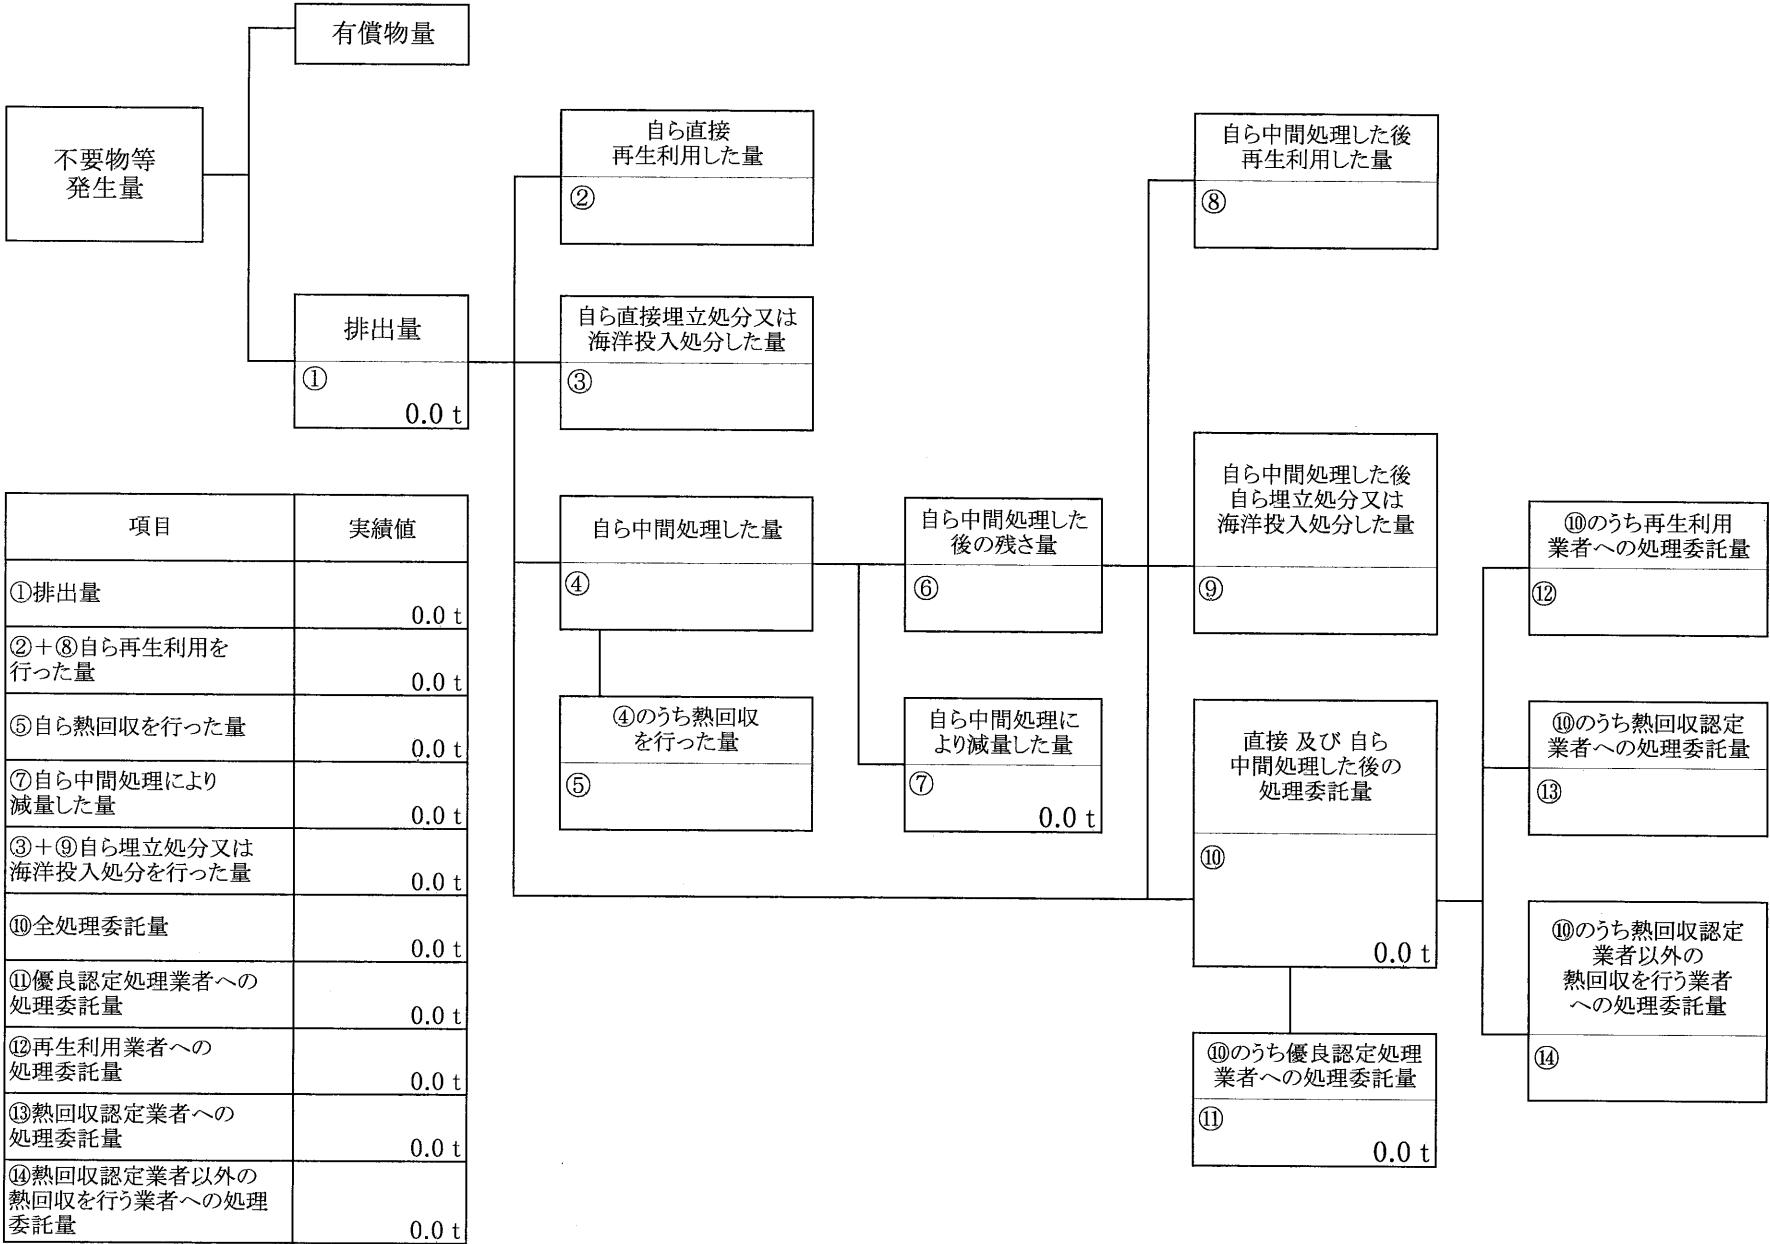 有償物量
不要物等
発生量
排出量
①
0.0 t
自ら直接
再生利用した量
②
自ら直接埋立処分又は
海洋投入処分した量
③
自ら中間処理した量
④
④のうち熱回収
を行った量
⑤
自ら中間処理した
後の残さ量
⑥
自ら中間処理に
より減量した量
⑦
0.0 t
自ら中間処理した後
再生利用した量
⑧
自ら中間処理した後
自ら埋立処分又は
海洋投入処分した量
⑨
直接 及び 自ら
中間処理した後の
処理委託量
⑩
0.0 t
⑩のうち優良認定処理
業者への処理委託量
⑪
0.0 t
⑩のうち再生利用
業者への処理委託量
⑫
⑩のうち熱回収認定
業者への処理委託量
⑬
⑩のうち熱回収認定
業者以外の
熱回収を行う業者
への処理委託量
⑭
項目 実績値
①排出量
0.0 t
②＋⑧自ら再生利用を
行った量
0.0 t
⑤自ら熱回収を行った量
0.0 t
⑦自ら中間処理により
減量した量
0.0 t
③＋⑨自ら埋立処分又は
海洋投入処分を行った量
0.0 t
⑩全処理委託量
0.0 t
⑪優良認定処理業者への
処理委託量
0.0 t
⑫再生利用業者への
処理委託量
0.0 t
⑬熱回収認定業者への
処理委託量
0.0 t
⑭熱回収認定業者以外の
熱回収を行う業者への処理
委託量
0.0 t